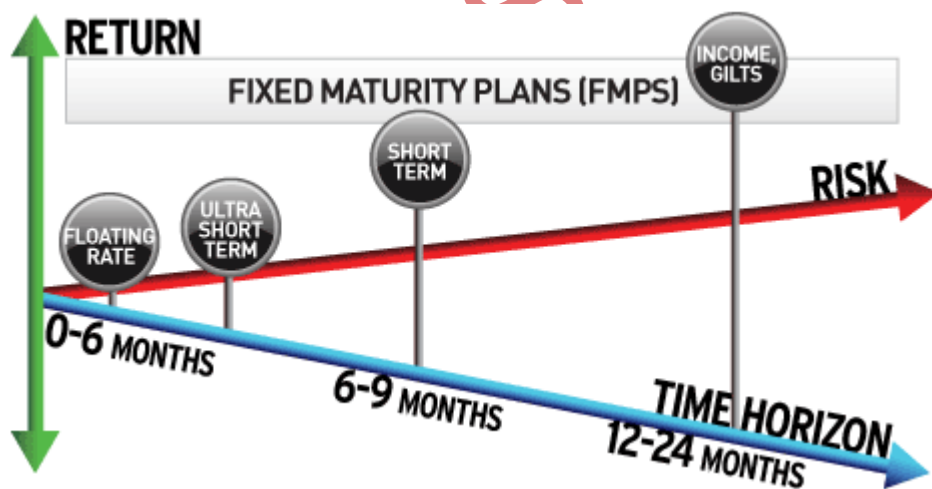 RETURN
INCOME,
GILTS
FIXED MATURITY PLANS (FMPS)
SHORT
TERM
RISK
ULTRA
SHORT
TERM
FLOATING
RATE
0-6 MONTHS
6-9 MONTHS
TIME HORIZON
12-24 MONTHS